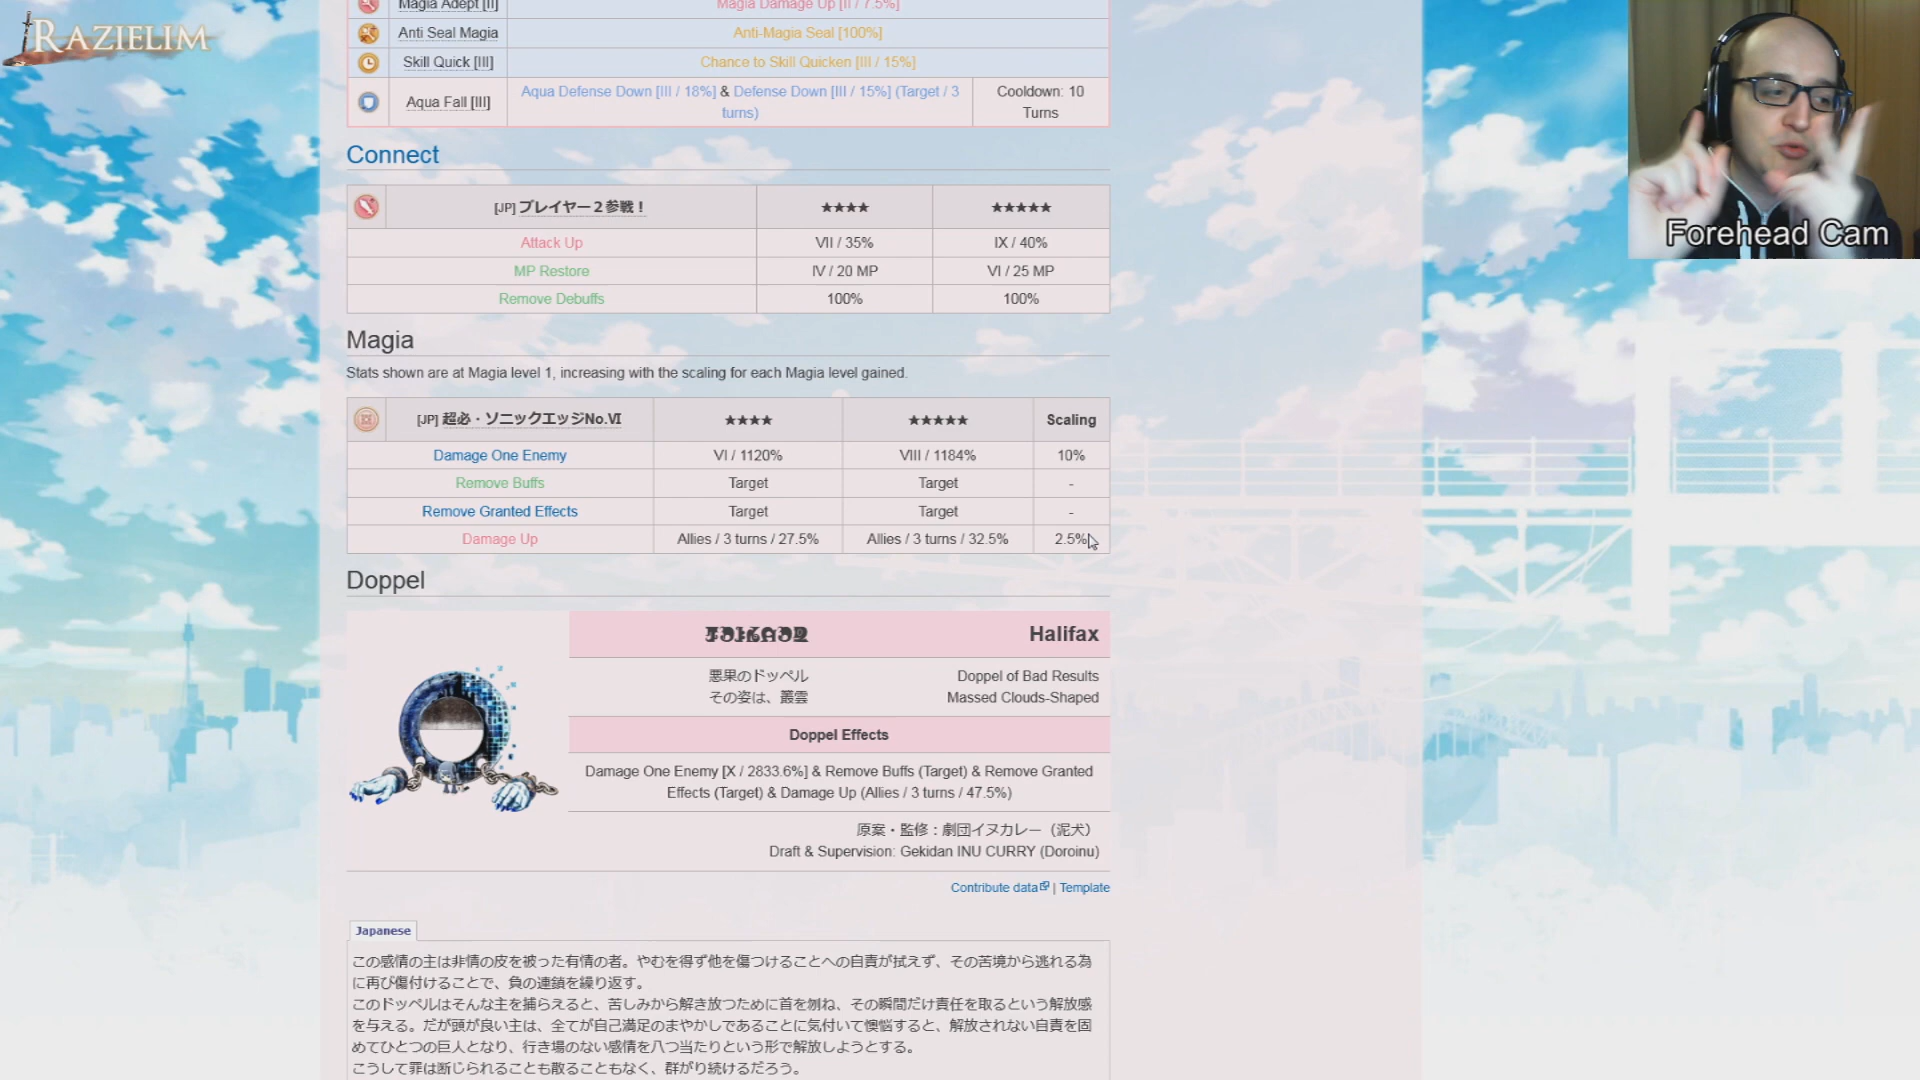 RAZIELIM
Magia Adept [II]
Magia Damage Up [II / 7.5%]
Anti Seal Magia
Anti-Magia Seal [100%]
Skill Quick [III]
Chance to Skill Quicken [III / 15%]
Aqua Fall [III]
Aqua Defense Down [III / 18%] & Defense Down [III / 15%] (Target / 3
turns)
Cooldown: 10
Turns
Forehead Cam
Connect
[JP] プレイヤー２参戦！ ★★★★ ★★★★★
Attack Up VII / 35% IX / 40%
MP Restore IV / 20 MP VI / 25 MP
Remove Debuffs 100% 100%
Magia
Stats shown are at Magia level 1, increasing with the scaling for each Magia level gained.
[JP] 超必・ソニックエッジNo.Ⅵ ★★★★ ★★★★★ Scaling
Damage One Enemy VI / 1120% VIII / 1184% 10%
Remove Buffs Target Target -
Remove Granted Effects Target Target -
Damage Up Allies / 3 turns / 27.5% Allies / 3 turns / 32.5% 2.5%
Doppel
Halifax
悪果のドッペル
その姿は、叢雲
Doppel of Bad Results
Massed Clouds-Shaped
Doppel Effects
Damage One Enemy [X / 2833.6%] & Remove Buffs (Target) & Remove Granted
Effects (Target) & Damage Up (Allies / 3 turns / 47.5%)
原案・監修：劇団イヌカレー（泥犬）
Draft & Supervision: Gekidan INU CURRY (Doroinu)
Contribute data | Template
Japanese
この感情の主は非情の皮を被った有情の者。やむを得ず他を傷つけることへの自責が拭えず、その苦境から逃れる為
に再び傷付けることで、負の連鎖を繰り返す。
このドッペルはそんな主を捕らえると、苦しみから解き放つために首を刎ね、その瞬間だけ責任を取るという解放感
を与える。だが頭が良い主は、全てが自己満足のまやかしであることに気付いて懊悩すると、解放されない自責を固
めてひとつの巨人となり、行き場のない感情を八つ当たりという形で解放しようとする。
こうして罪は断じられることも散ることもなく、群がり続けるだろう。